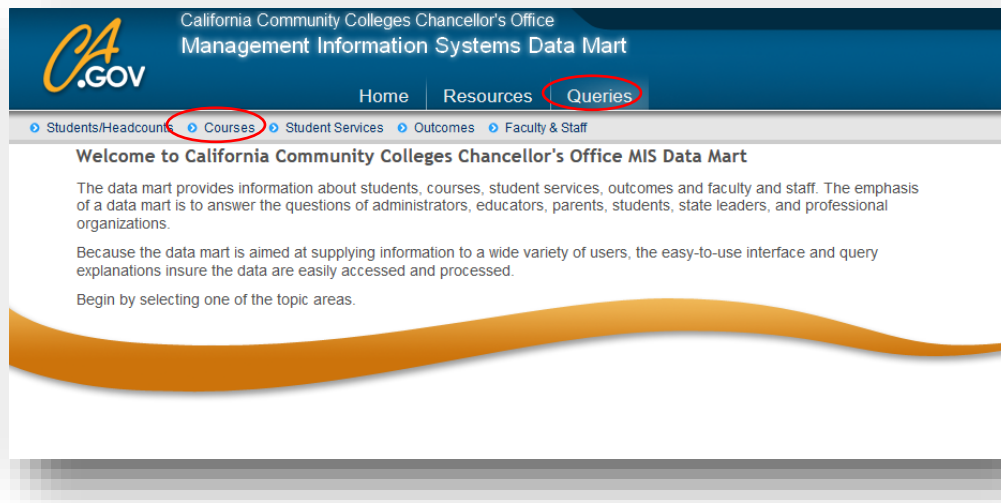 California Community Colleges Chancellor's Office
CA
.GOV
Management Information Systems Data Mart
Home Resources Queries
Students/Headcounts Courses Student Services Outcomes Faculty & Staff
Welcome to California Community Colleges Chancellor's Office MIS Data Mart
The data mart provides information about students, courses, student services, outcomes and faculty and staff. The emphasis
of a data mart is to answer the questions of administrators, educators, parents, students, state leaders, and professional
organizations.
Because the data mart is aimed at supplying information to a wide variety of users, the easy-to-use interface and query
explanations insure the data are easily accessed and processed.
Begin by selecting one of the topic areas.